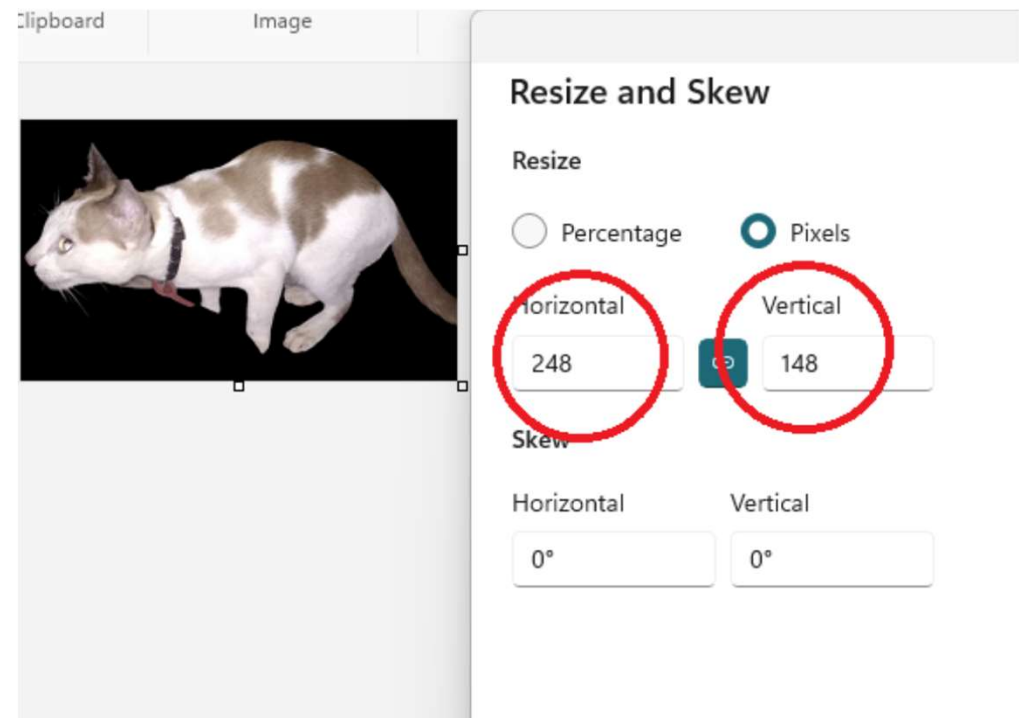 Clipboard Image
Resize and Skew
Resize
Percentage Pixels
Horizontal Vertical
248 148
Skew
Horizontal Vertical
0° 0°